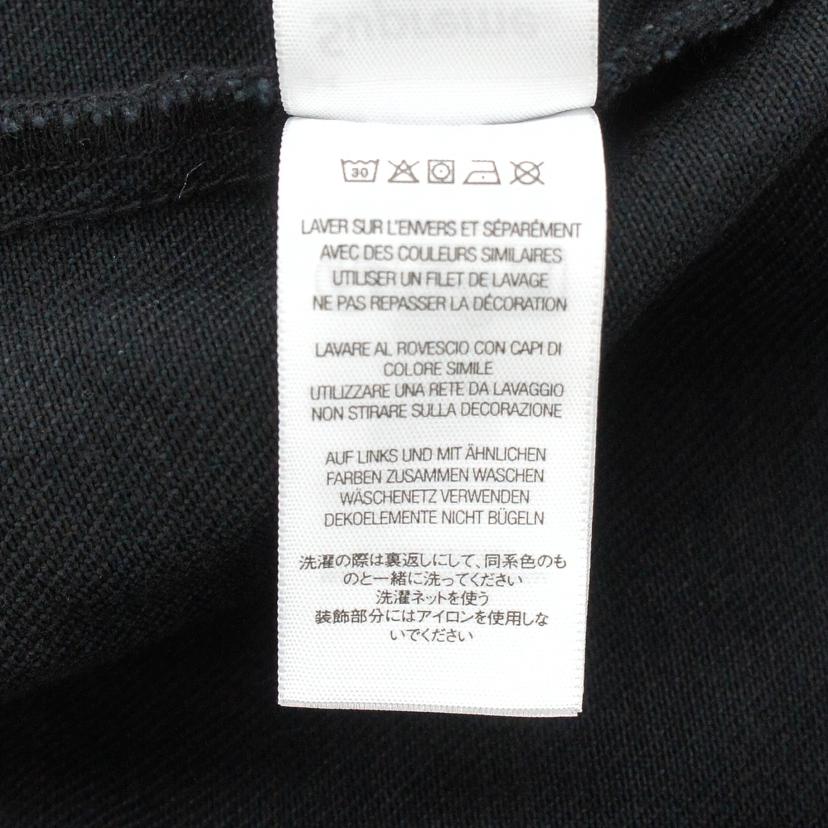 Supreme
30
LAVER SUR L'ENVERS ET SÉPARÉMENT
AVEC DES COULEURS SIMILAIRES
UTILISER UN FILET DE LAVAGE
NE PAS REPASSER LA DÉCORATION
LAVARE AL ROVESCIO CON CAPI DI
COLORE SIMILE
UTILIZZARE UNA RETE DA LAVAGGIO
NON STIRARE SULLA DECORAZIONE
AUF LINKS UND MIT ÄHNLICHEN
FARBEN ZUSAMMEN WASCHEN
WÄSCHENETZ VERWENDEN
DEKOELEMENTE NICHT BÜGELN
洗濯の際は裏返しにして、同系色のも
のと一緒に洗ってください
洗濯ネットを使う
装飾部分にはアイロンを使用しな
いでください